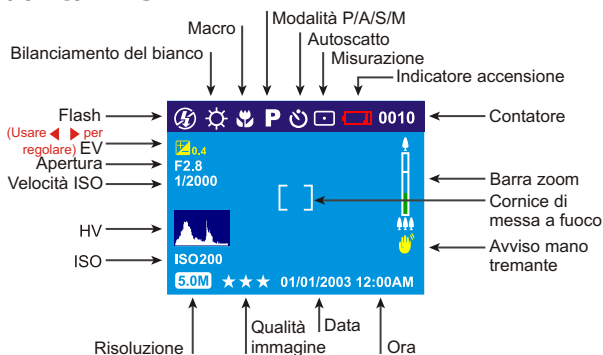 Modalità P/A/S/M
Macro
Autoscatto
Bilanciamento del bianco
Misurazione
Indicatore accensione
Flash
P
0010
Contatore
(Usare ◀ ▶ per
regolare) EV
0.4
Apertura
F2.8
Velocità ISO
1/2000
Barra zoom
Cornice di
messa a fuoco
HV
Avviso mano
tremante
ISO
ISO200
5.0M ★★★ 01/01/2003 12:00AM
Risoluzione
Qualità
immagine
Data
Ora